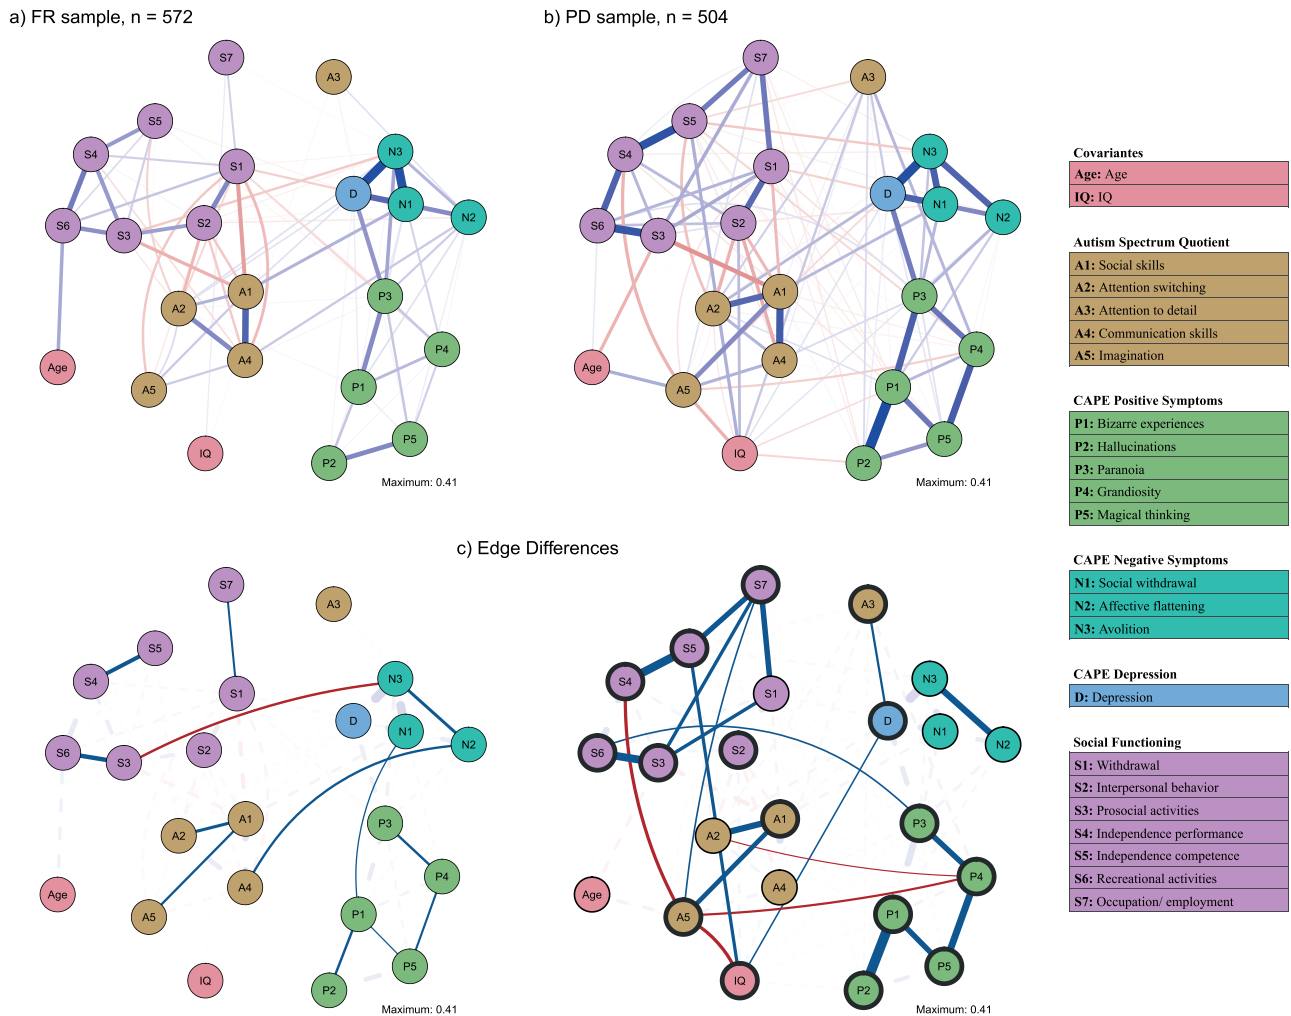 a) FR sample, n = 572
b) PD sample, n = 504
S7
A3
S5
S4
N3
S1
D
N1
N2
S6
S3
S2
A1
P3
A2
A4
P4
Age
A5
P1
P5
IQ
P2
Maximum: 0.41
S7
A3
S5
S4
N3
S1
D
N1
N2
S6
S3
S2
A1
P3
A2
A4
P4
Age
A5
P1
P5
IQ
P2
Maximum: 0.41
c) Edge Differences
S7
A3
S5
S4
N3
S1
D
N1
N2
S6
S3
S2
A1
P3
A2
A4
P4
Age
A5
P1
P5
IQ
P2
Maximum: 0.41
S7
A3
S5
S4
N3
S1
D
N1
N2
S6
S3
S2
A1
P3
A2
A4
P4
Age
A5
P1
P5
IQ
P2
Maximum: 0.41
Covariantes
Age: Age
IQ: IQ
Autism Spectrum Quotient
A1: Social skills
A2: Attention switching
A3: Attention to detail
A4: Communication skills
A5: Imagination
CAPE Positive Symptoms
P1: Bizarre experiences
P2: Hallucinations
P3: Paranoia
P4: Grandiosity
P5: Magical thinking
CAPE Negative Symptoms
N1: Social withdrawal
N2: Affective flattening
N3: Avolition
CAPE Depression
D: Depression
Social Functioning
S1: Withdrawal
S2: Interpersonal behavior
S3: Prosocial activities
S4: Independence performance
S5: Independence competence
S6: Recreational activities
S7: Occupation/ employment